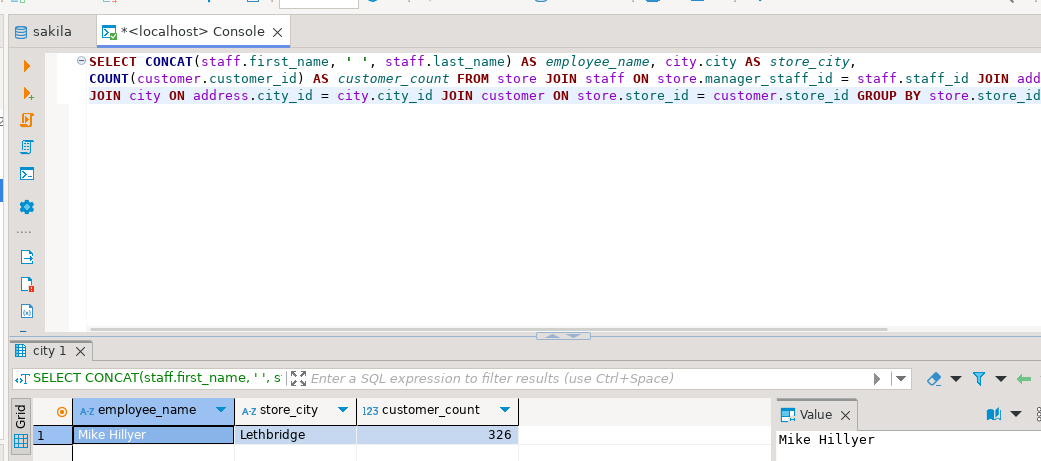 sakila
*<localhost> Console
SELECT CONCAT(staff.first_name, ' ', staff.last_name) AS employee_name, city.city AS store_city,
COUNT(customer.customer_id) AS customer_count FROM store JOIN staff ON store.manager_staff_id = staff.staff_id JOIN add
JOIN city ON address.city_id = city.city_id JOIN customer ON store.store_id = customer.store_id GROUP BY store.store_id
city 1
SELECT CONCAT(staff.first_name, ' ', s
Enter a SQL expression to filter results (use Ctrl+Space)
Grid
A-Z employee_name
A-Z store_city
123 customer_count
Value
1 Mike Hillyer Lethbridge 326
Mike Hillyer